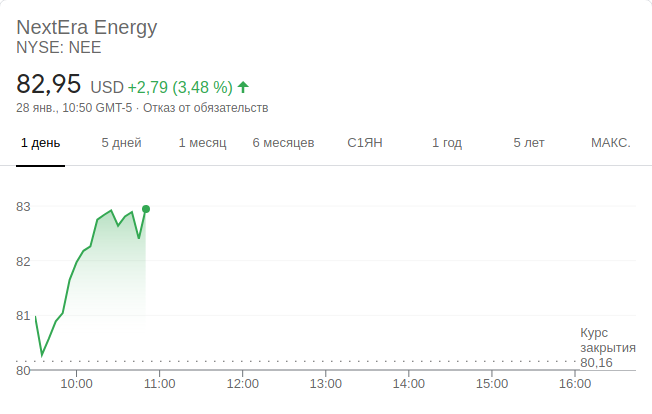 NextEra Energy
NYSE: NEE
82,95 USD +2,79 (3,48 %)
28 янв., 10:50 GMT-5 · Отказ от обязательств
1 день 5 дней 1 месяц 6 месяцев С1ЯН 1 год 5 лет МАКС.
83
82
81
Курс
закрытия
80,16
80
10:00 11:00 12:00 13:00 14:00 15:00 16:00